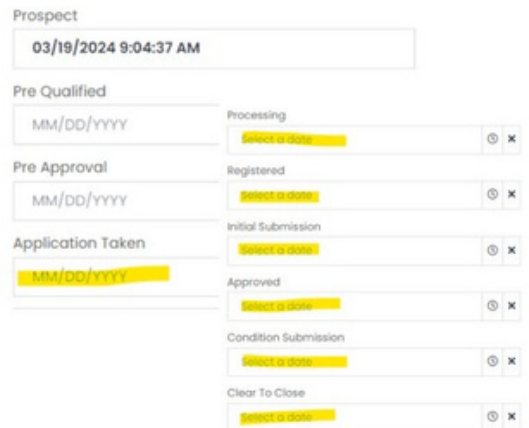 Prospect
03/19/2024 9:04:37 AM
Pre Qualified
MM/DD/YYYY
Pre Approval
MM/DD/YYYY
Application Taken
MM/DD/YYYY
Processing
Select a date
Registered
Select a date
Initial Submission
Select a date
Approved
Select a date
Condition Submission
Select a date
Clear To Close
Select a date